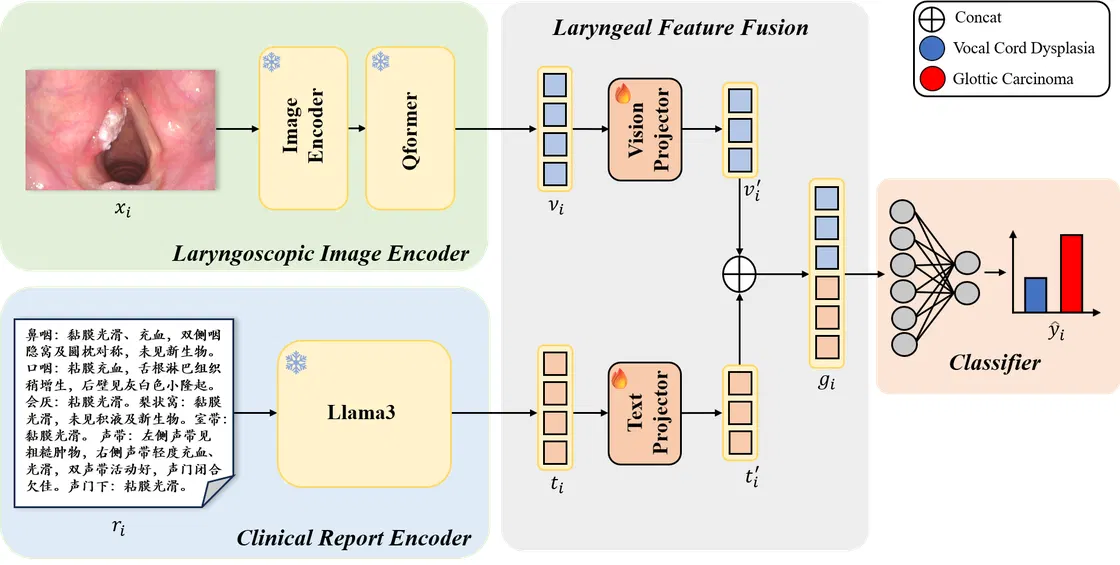 Laryngeal Feature Fusion
Concat
Vocal Cord Dysplasia
Glottic Carcinoma
Image
Encoder
Qformer
Vision
Projector
x_i
v_i
v'_i
Laryngoscopic Image Encoder
鼻咽：黏膜光滑、充血，双侧咽
隐窝及圆枕对称，未见新生物。
口咽：黏膜充血，舌根淋巴组织
稍增生，后壁见灰白色小隆起。
会厌：黏膜光滑。梨状窝：黏膜
光滑，未见积液及新生物。室带：
黏膜光滑。 声带：左侧声带见
粗糙肿物，右侧声带轻度充血、
光滑，双声带活动好，声门闭合
欠佳。声门下：黏膜光滑。
r_i
Llama3
Clinical Report Encoder
Text
Projector
t_i
t'_i
g_i
ŷ_i
Classifier